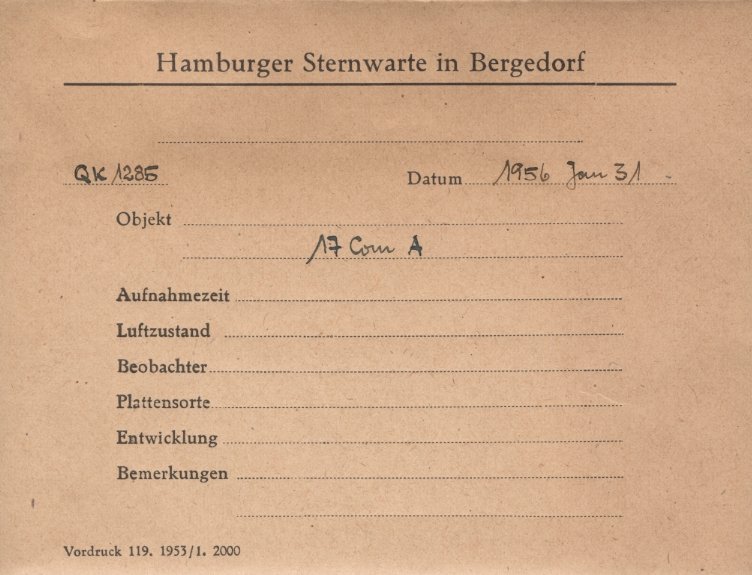 Hamburger Sternwarte in Bergedorf
QK 1285 Datum 1956 Jan 31
Objekt
17 Com A
Aufnahmezeit
Luftzustand
Beobachter
Plattensorte
Entwicklung
Bemerkungen
Vordruck 119. 1953/1. 2000